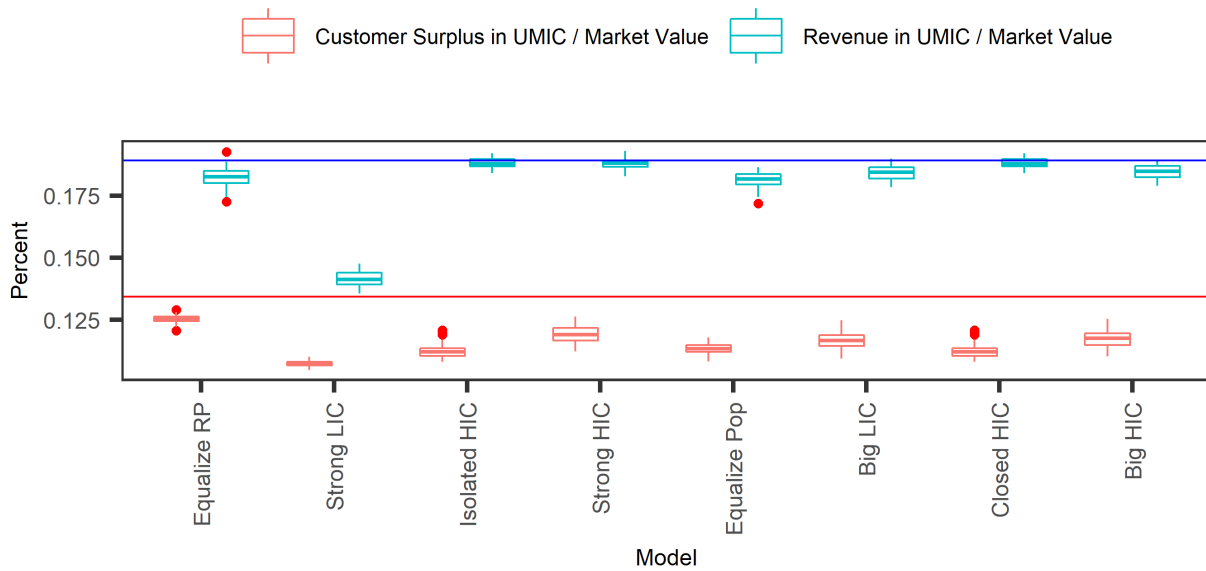 Customer Surplus in UMIC / Market Value
Revenue in UMIC / Market Value
Percent
0.175
0.150
0.125
Equalize RP
Strong LIC
Isolated HIC
Strong HIC
Equalize Pop
Big LIC
Closed HIC
Big HIC
Model